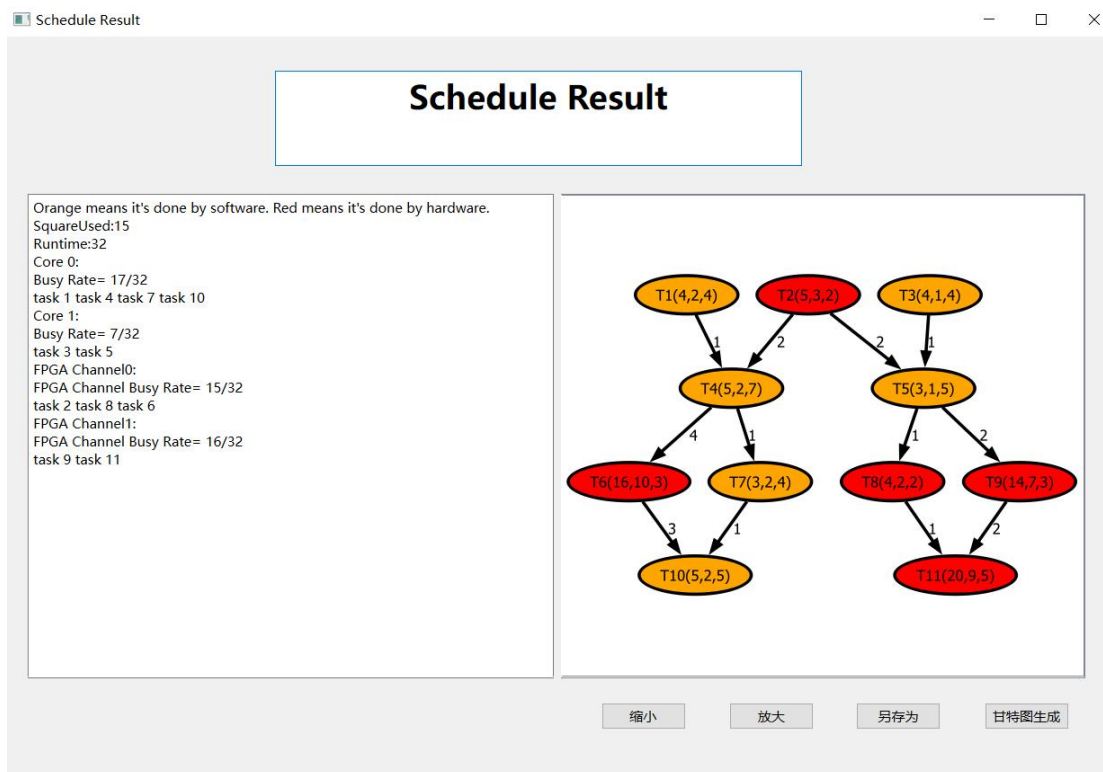 Schedule Result
Schedule Result
Orange means it's done by software. Red means it's done by hardware.
SquareUsed:15
Runtime:32
Core 0:
Busy Rate= 17/32
task 1 task 4 task 7 task 10
Core 1:
Busy Rate= 7/32
task 3 task 5
FPGA Channel0:
FPGA Channel Busy Rate= 15/32
task 2 task 8 task 6
FPGA Channel1:
FPGA Channel Busy Rate= 16/32
task 9 task 11
T1(4,2,4) T2(5,3,2) T3(4,1,4)
1 2 2 1
T4(5,2,7) T5(3,1,5)
4 1 1 2
T6(16,10,3) T7(3,2,4) T8(4,2,2) T9(14,7,3)
3 1 1 2
T10(5,2,5) T11(20,9,5)
缩小 放大 另存为 甘特图生成